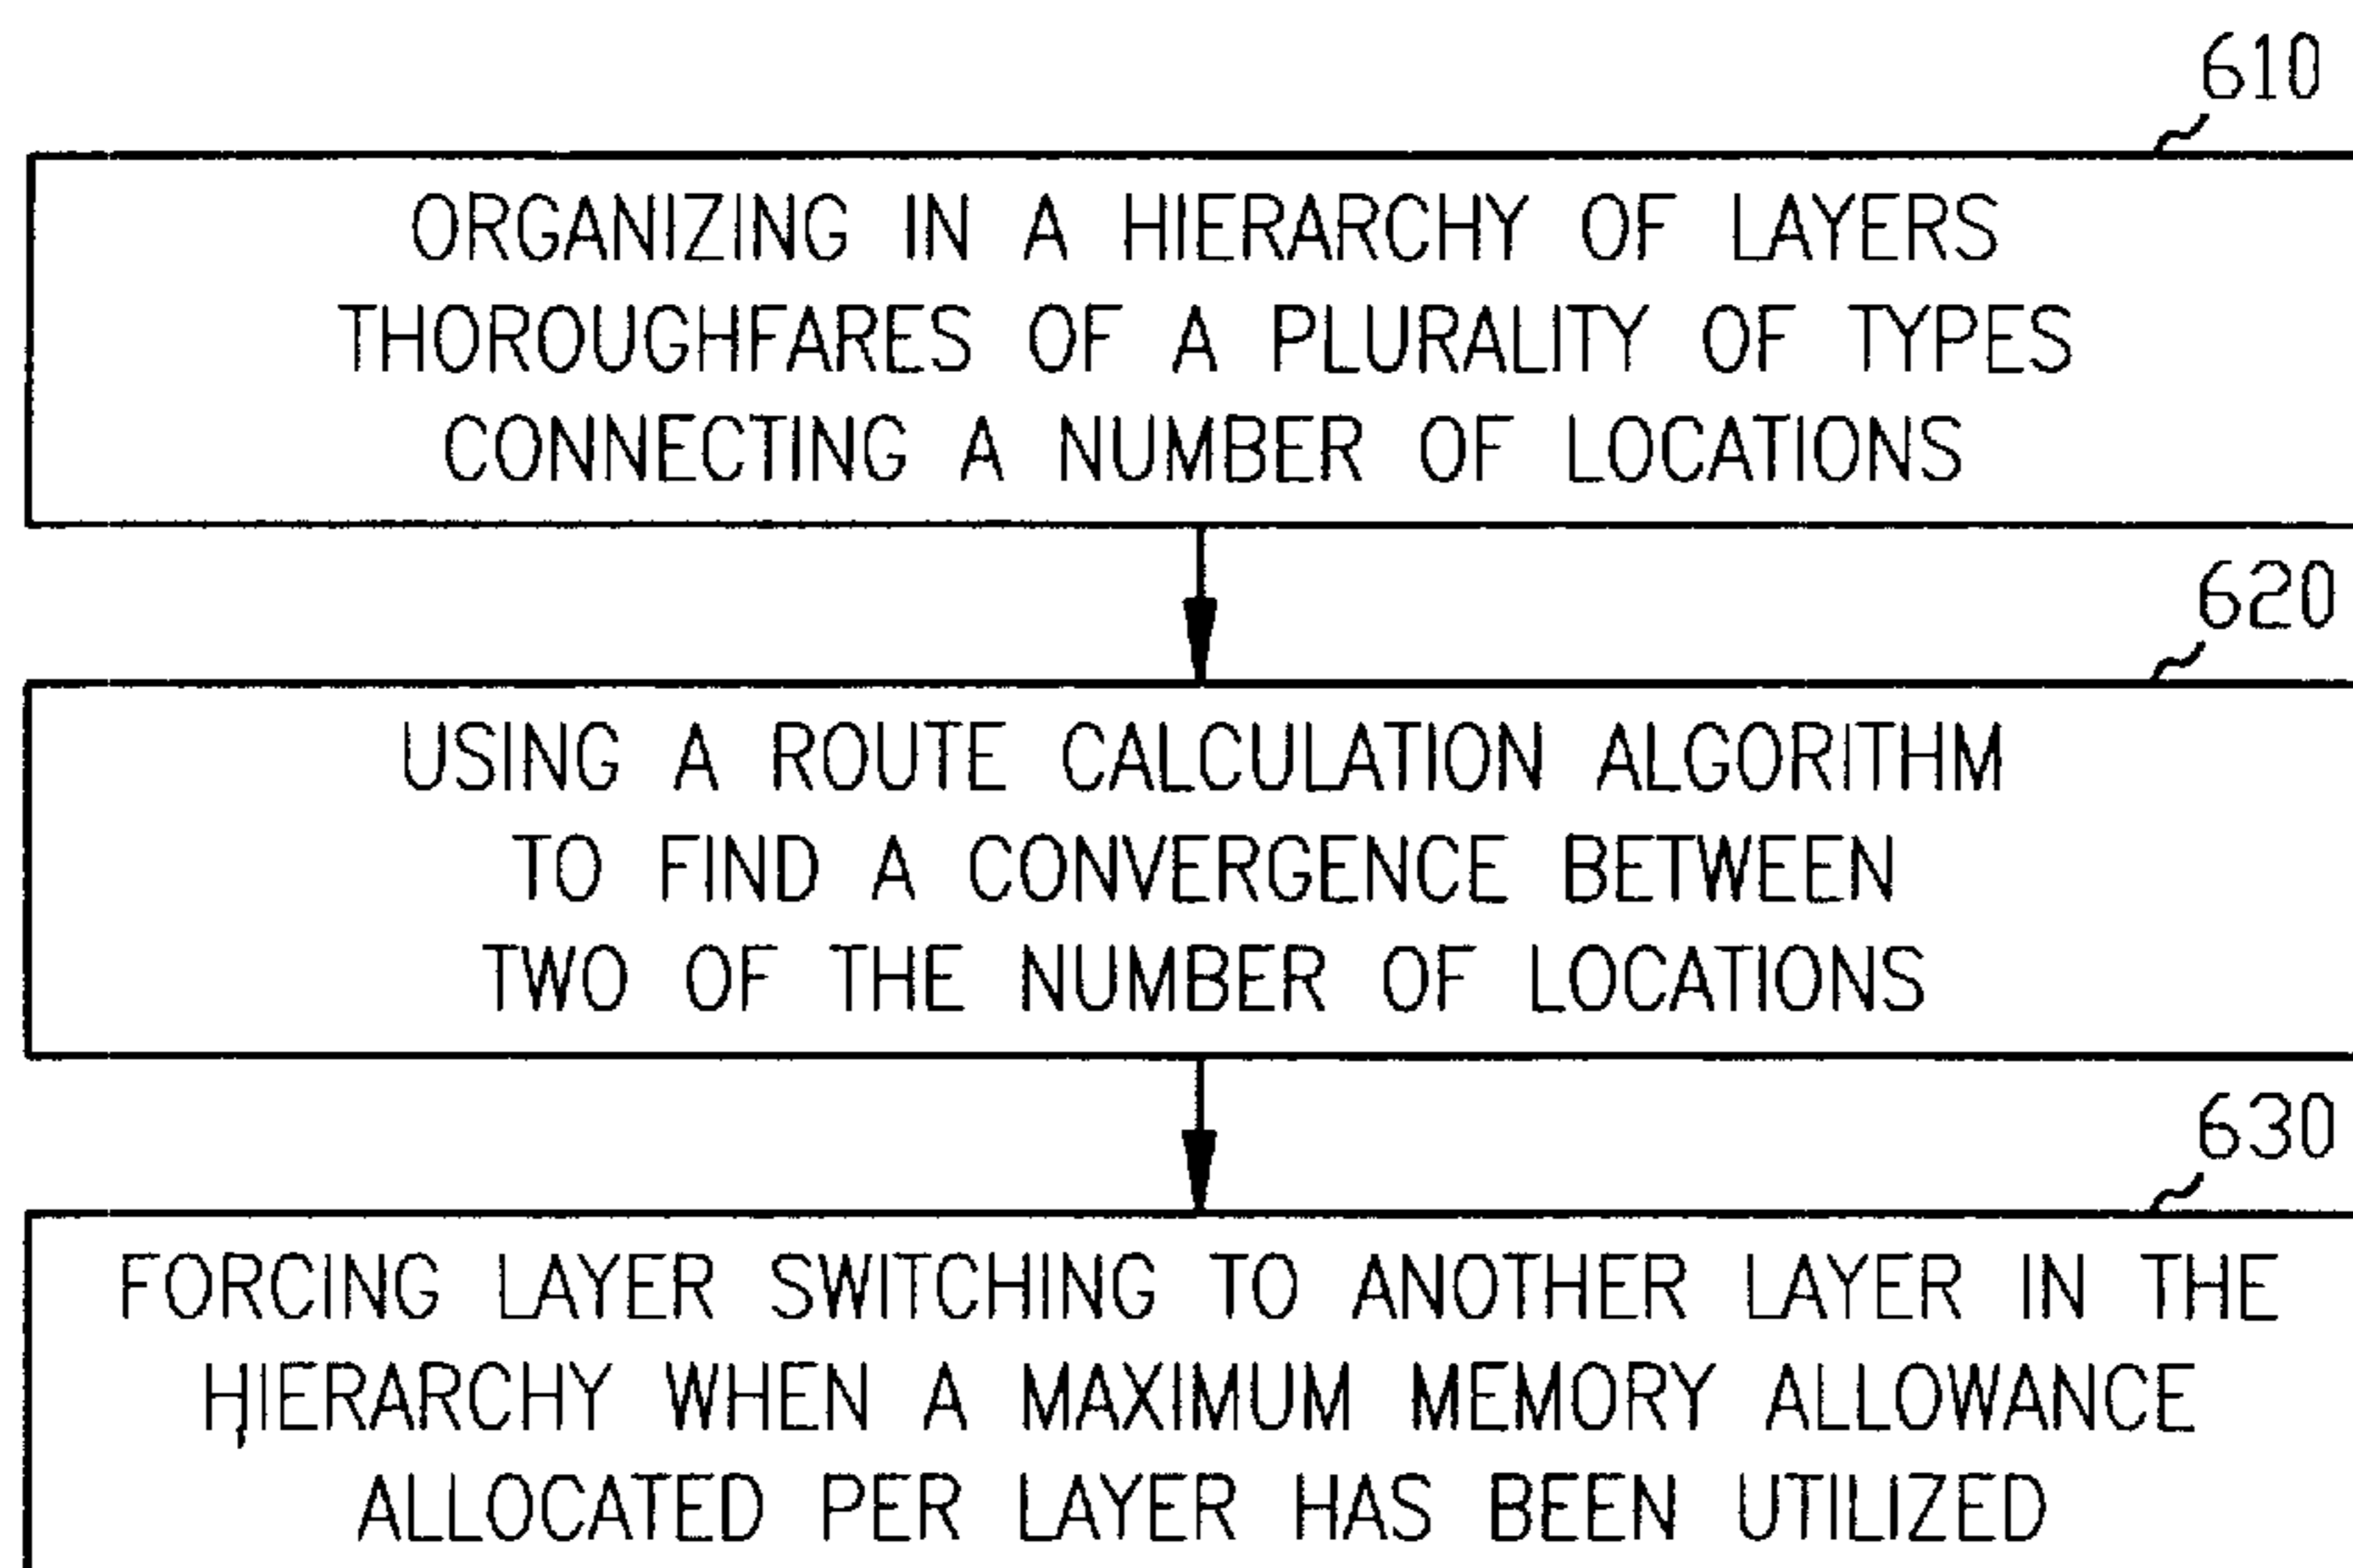 610
ORGANIZING IN A HIERARCHY OF LAYERS
THOROUGHFARES OF A PLURALITY OF TYPES
CONNECTING A NUMBER OF LOCATIONS
620
USING A ROUTE CALCULATION ALGORITHM
TO FIND A CONVERGENCE BETWEEN
TWO OF THE NUMBER OF LOCATIONS
630
FORCING LAYER SWITCHING TO ANOTHER LAYER IN THE
HIERARCHY WHEN A MAXIMUM MEMORY ALLOWANCE
ALLOCATED PER LAYER HAS BEEN UTILIZED